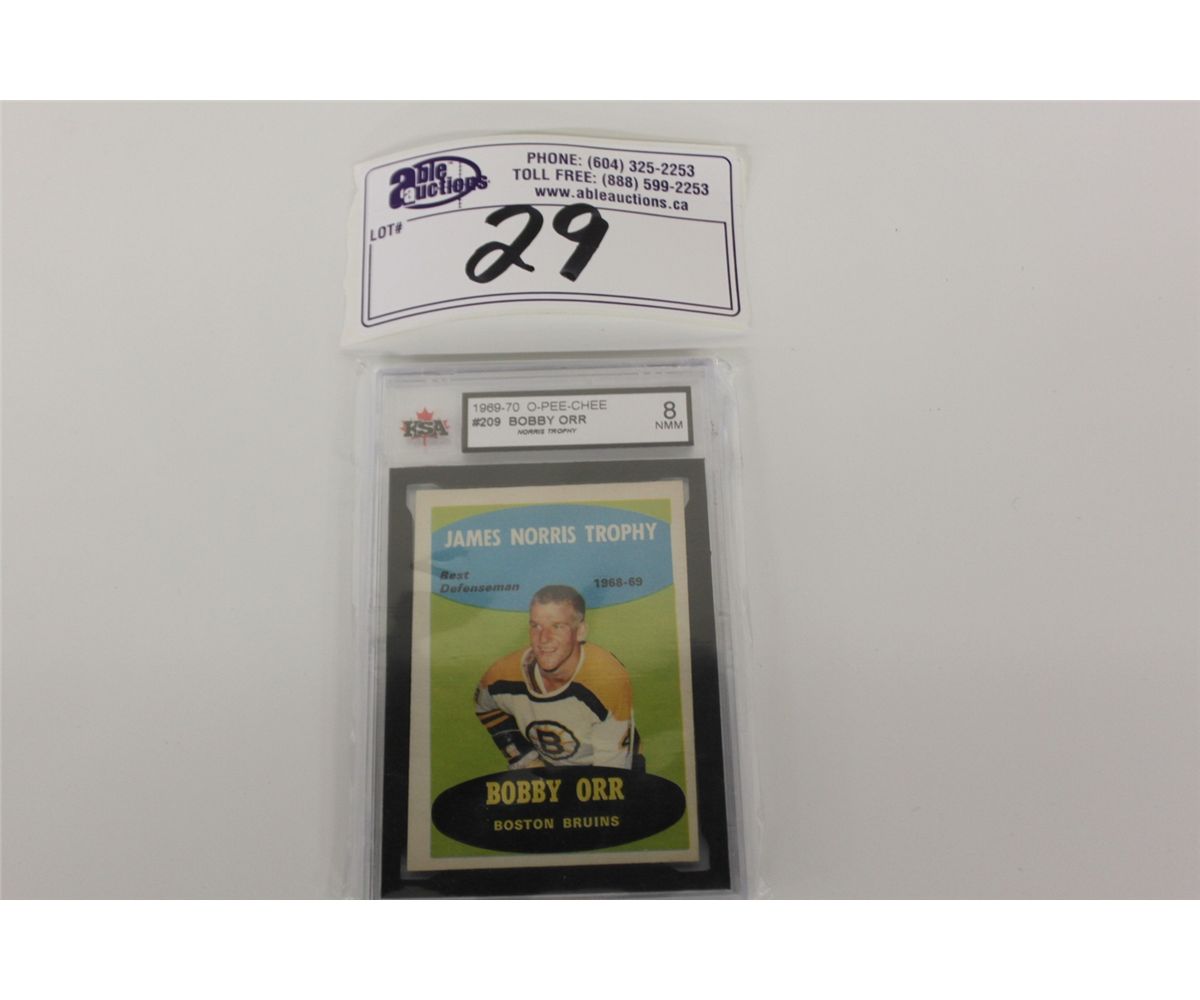 able auctions
PHONE: (604) 325-2253
TOLL FREE: (888) 599-2253
www.ableauctions.ca
LOT#
29
KSA
1969-70 O-PEE-CHEE
#209 BOBBY ORR
NORRIS TROPHY
8
NMM
JAMES NORRIS TROPHY
Best
Defenseman
1968-69
B
4
BOBBY ORR
BOSTON BRUINS